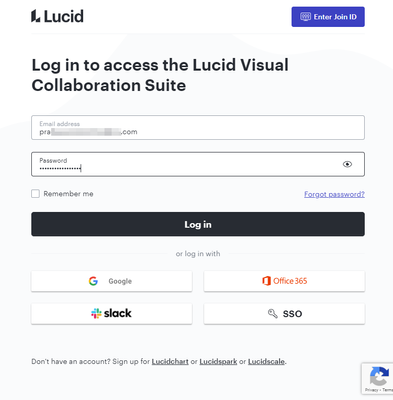 Lucid
Enter Join ID
Log in to access the Lucid Visual
Collaboration Suite
Email address
pra .com
Password
Remember me
Forgot password?
Log in
or log in with
Google
Office 365
slack
SSO
Don't have an account? Sign up for Lucidchart or Lucidspark or Lucidscale.
Privacy - Terms